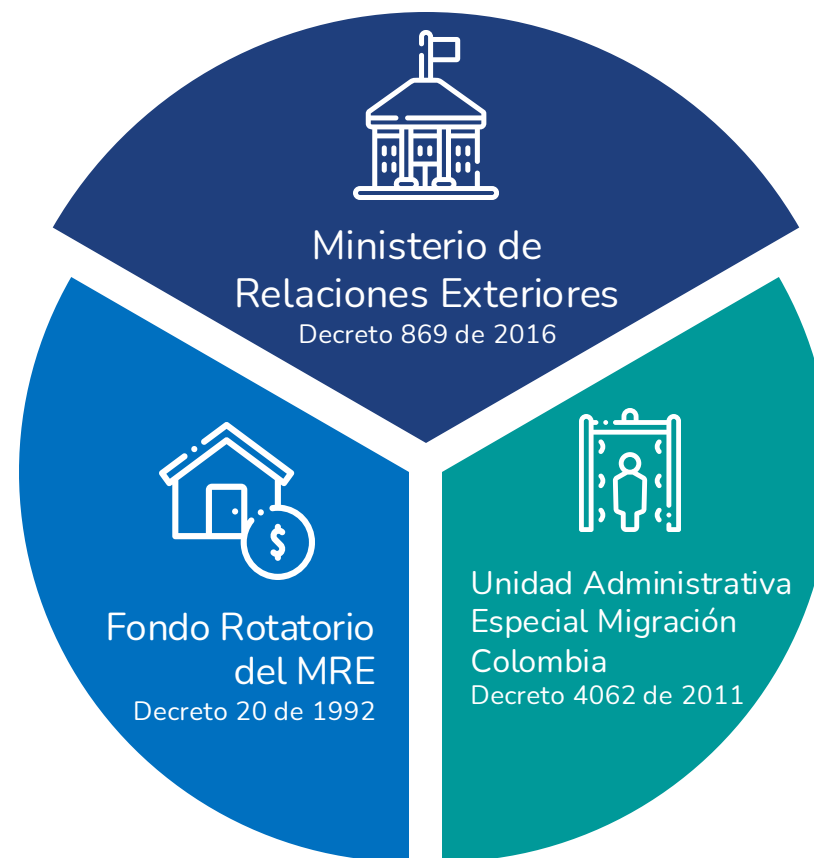 Ministerio de
Relaciones Exteriores
Decreto 869 de 2016
Fondo Rotatorio
del MRE
Decreto 20 de 1992
Unidad Administrativa
Especial Migración
Colombia
Decreto 4062 de 2011
$